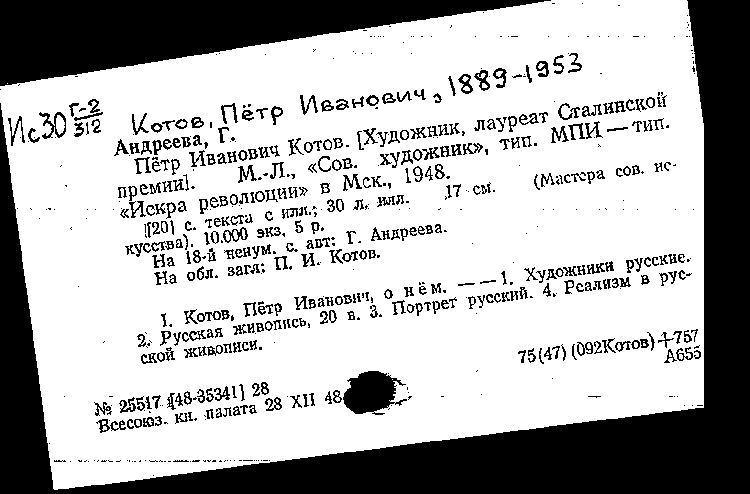 Ис30 Г-2/312
Котов, Пётр Иванович, 1889-1953
Андреева, Г.
Пётр Иванович Котов. [Художник, лауреат Сталинской
премии]. М.-Л., «Сов. художник», тип. МПИ — тип.
«Искра революции» в Мск., 1948.
[20] с. текста с илл.; 30 л. илл. 17 см. (Мастера сов. ис-
кусства). 10.000 экз. 5 р.
На 18-й ненум. с. авт: Г. Андреева.
На обл. загл: П. И. Котов.
1. Котов, Пётр Иванович, о нём. — — 1. Художники русские.
2. Русская живопись, 20 в. 3. Портрет русский. 4. Реализм в рус-
ской живописи.
75(47) (092Котов)+757
А655
№ 25517 [48-35341] 28
Всесоюз. кн. палата 28 XII 48